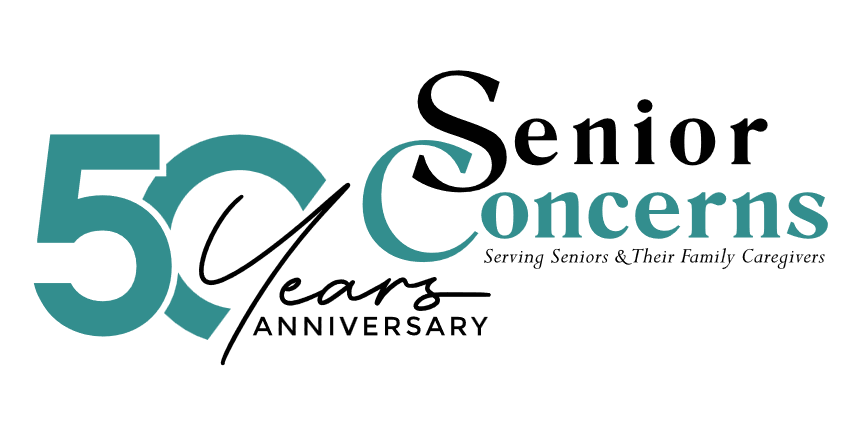 50
Years
ANNIVERSARY
Senior
Concerns
Serving Seniors & Their Family Caregivers